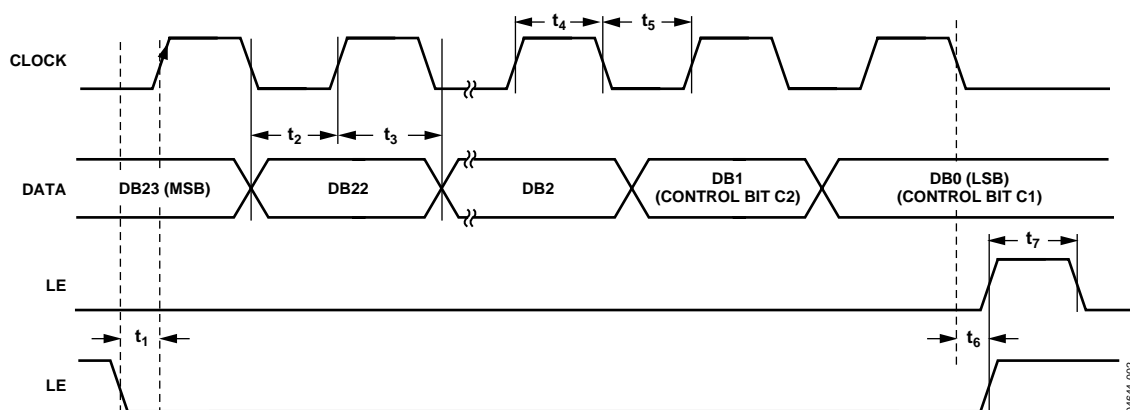 t4 t5
CLOCK
t2 t3
DATA DB23 (MSB) DB22 DB2 DB1 DB0 (LSB)
(CONTROL BIT C2) (CONTROL BIT C1)
t7
LE
t1 t6
LE